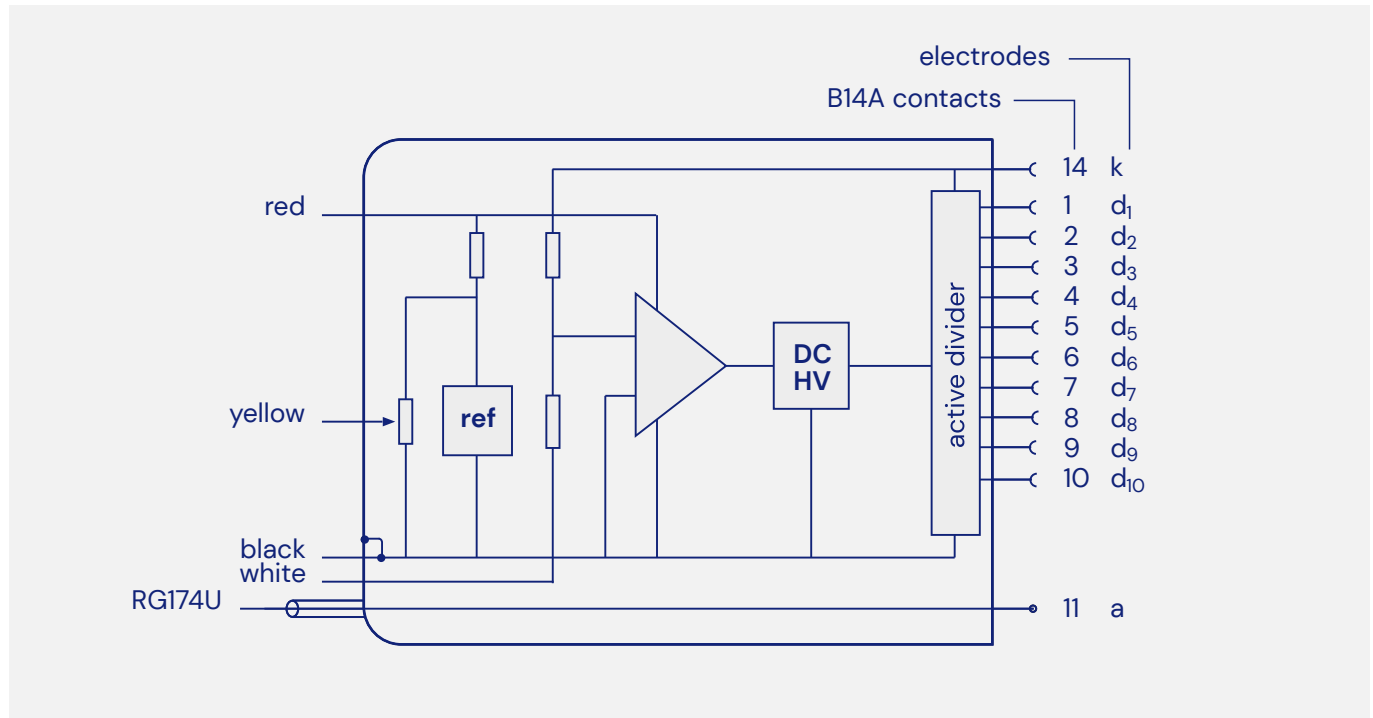 electrodes
B14A contacts
14 k
red
1 d₁
2 d₂
3 d₃
4 d₄
5 d₅
DC
HV
6 d₆
active divider
7 d₇
yellow
ref
8 d₈
9 d₉
10 d₁₀
black
white
RG174U
11 a